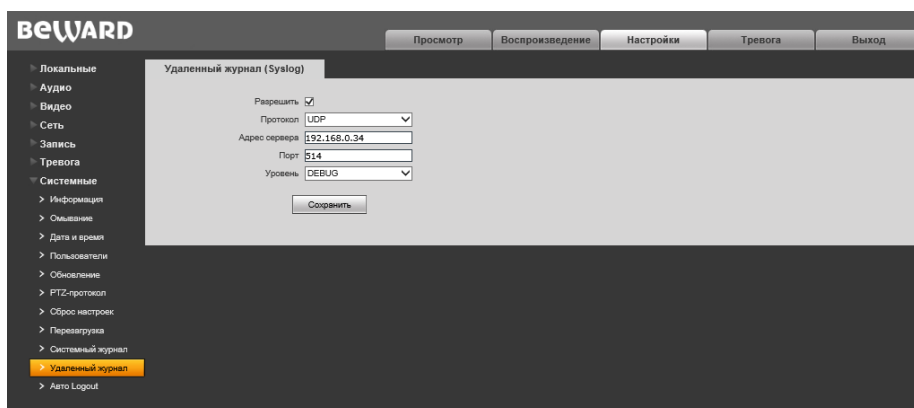 BEWARD
Просмотр
Воспроизведение
Настройки
Тревога
Выход
Локальные
Аудио
Видео
Сеть
Запись
Тревога
Системные
Информация
Омывание
Дата и время
Пользователи
Обновление
PTZ-протокол
Сброс настроек
Перезагрузка
Системный журнал
Удаленный журнал
Авто Logout
Удаленный журнал (Syslog)
Разрешить
Протокол UDP
Адрес сервера 192.168.0.34
Порт 514
Уровень DEBUG
Сохранить